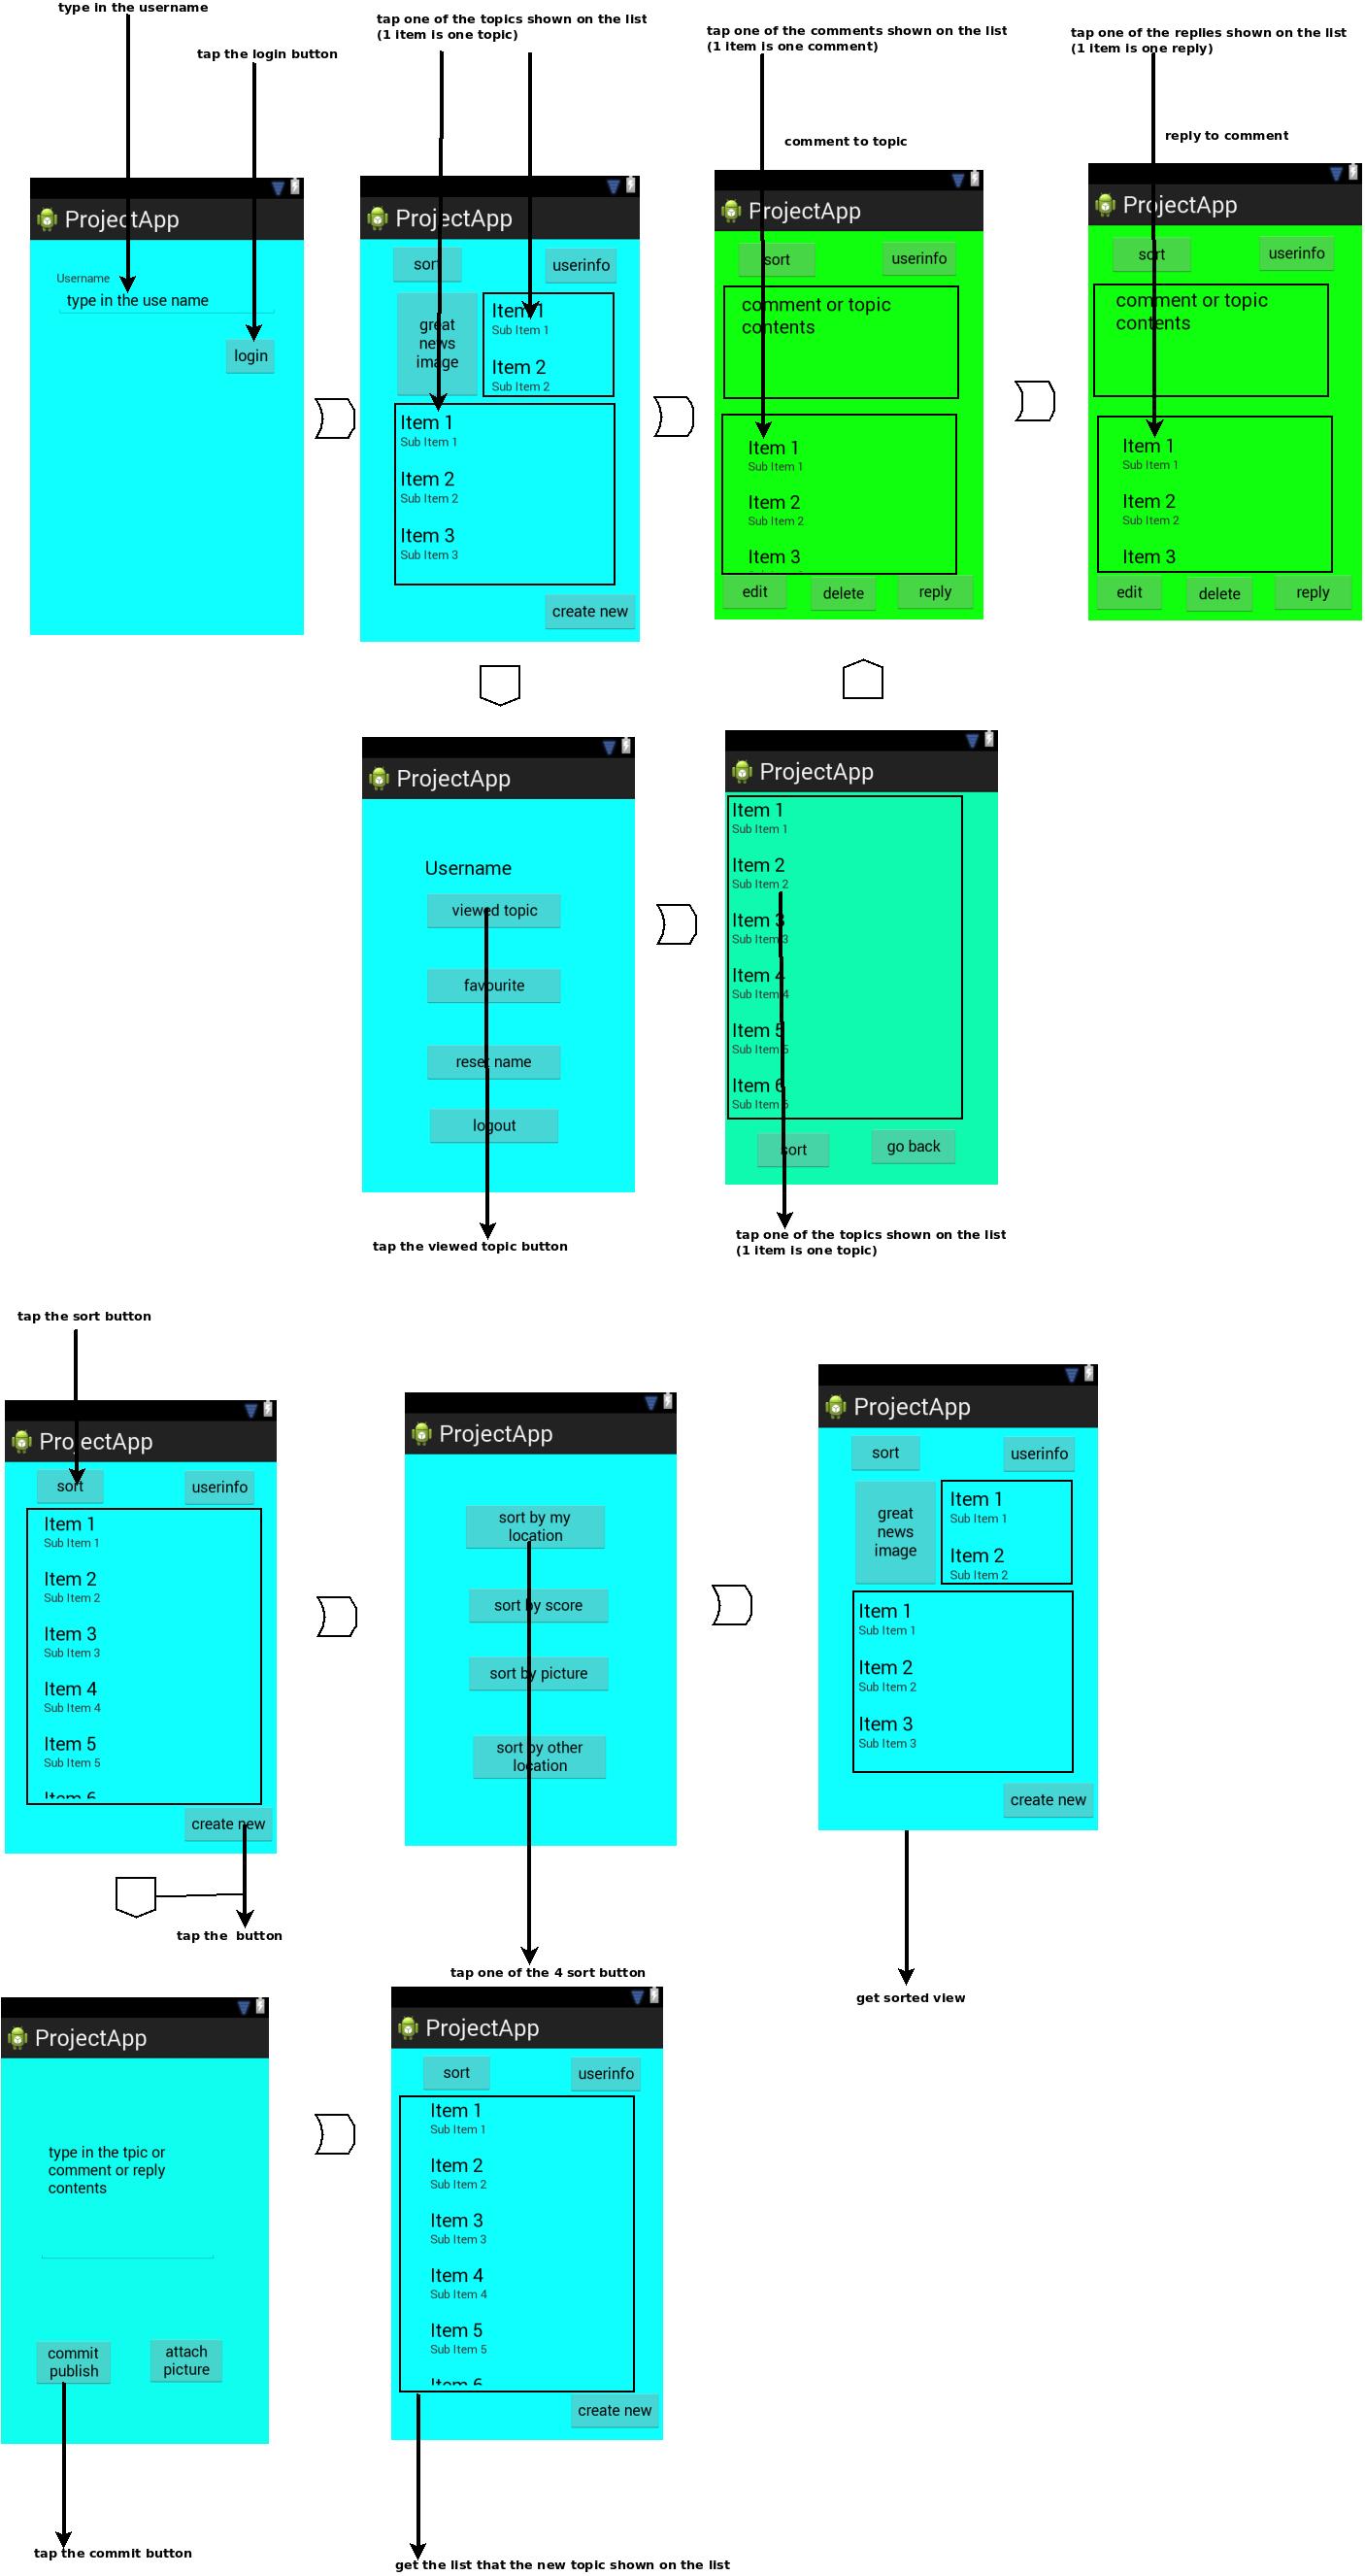 type in the username
tap the login button
tap one of the topics shown on the list
(1 item is one topic)
tap one of the comments shown on the list
(1 item is one comment)
tap one of the replies shown on the list
(1 item is one reply)
comment to topic
reply to comment
ProjectApp
Username
type in the use name
login
ProjectApp
sort
userinfo
great
news
image
Item 1
Sub Item 1
Item 2
Sub Item 2
Item 1
Sub Item 1
Item 2
Sub Item 2
Item 3
Sub Item 3
create new
ProjectApp
sort
userinfo
comment or topic
contents
Item 1
Sub Item 1
Item 2
Sub Item 2
Item 3
edit
delete
reply
ProjectApp
sort
userinfo
comment or topic
contents
Item 1
Sub Item 1
Item 2
Sub Item 2
Item 3
edit
delete
reply
ProjectApp
Username
viewed topic
favourite
reset name
logout
tap the viewed topic button
ProjectApp
Item 1
Sub Item 1
Item 2
Sub Item 2
Item 3
Sub Item 3
Item 4
Sub Item 4
Item 5
Sub Item 5
Item 6
Sub Item 6
sort
go back
tap one of the topics shown on the list
(1 item is one topic)
tap the sort button
ProjectApp
sort
userinfo
Item 1
Sub Item 1
Item 2
Sub Item 2
Item 3
Sub Item 3
Item 4
Sub Item 4
Item 5
Sub Item 5
Item 6
create new
tap the  button
ProjectApp
sort by my
location
sort by score
sort by picture
sort by other
location
tap one of the 4 sort button
ProjectApp
sort
userinfo
great
news
image
Item 1
Sub Item 1
Item 2
Sub Item 2
Item 1
Sub Item 1
Item 2
Sub Item 2
Item 3
Sub Item 3
create new
get sorted view
ProjectApp
type in the tpic or
comment or reply
contents
commit
publish
attach
picture
tap the commit button
ProjectApp
sort
userinfo
Item 1
Sub Item 1
Item 2
Sub Item 2
Item 3
Sub Item 3
Item 4
Sub Item 4
Item 5
Sub Item 5
Item 6
create new
get the list that the new topic shown on the list